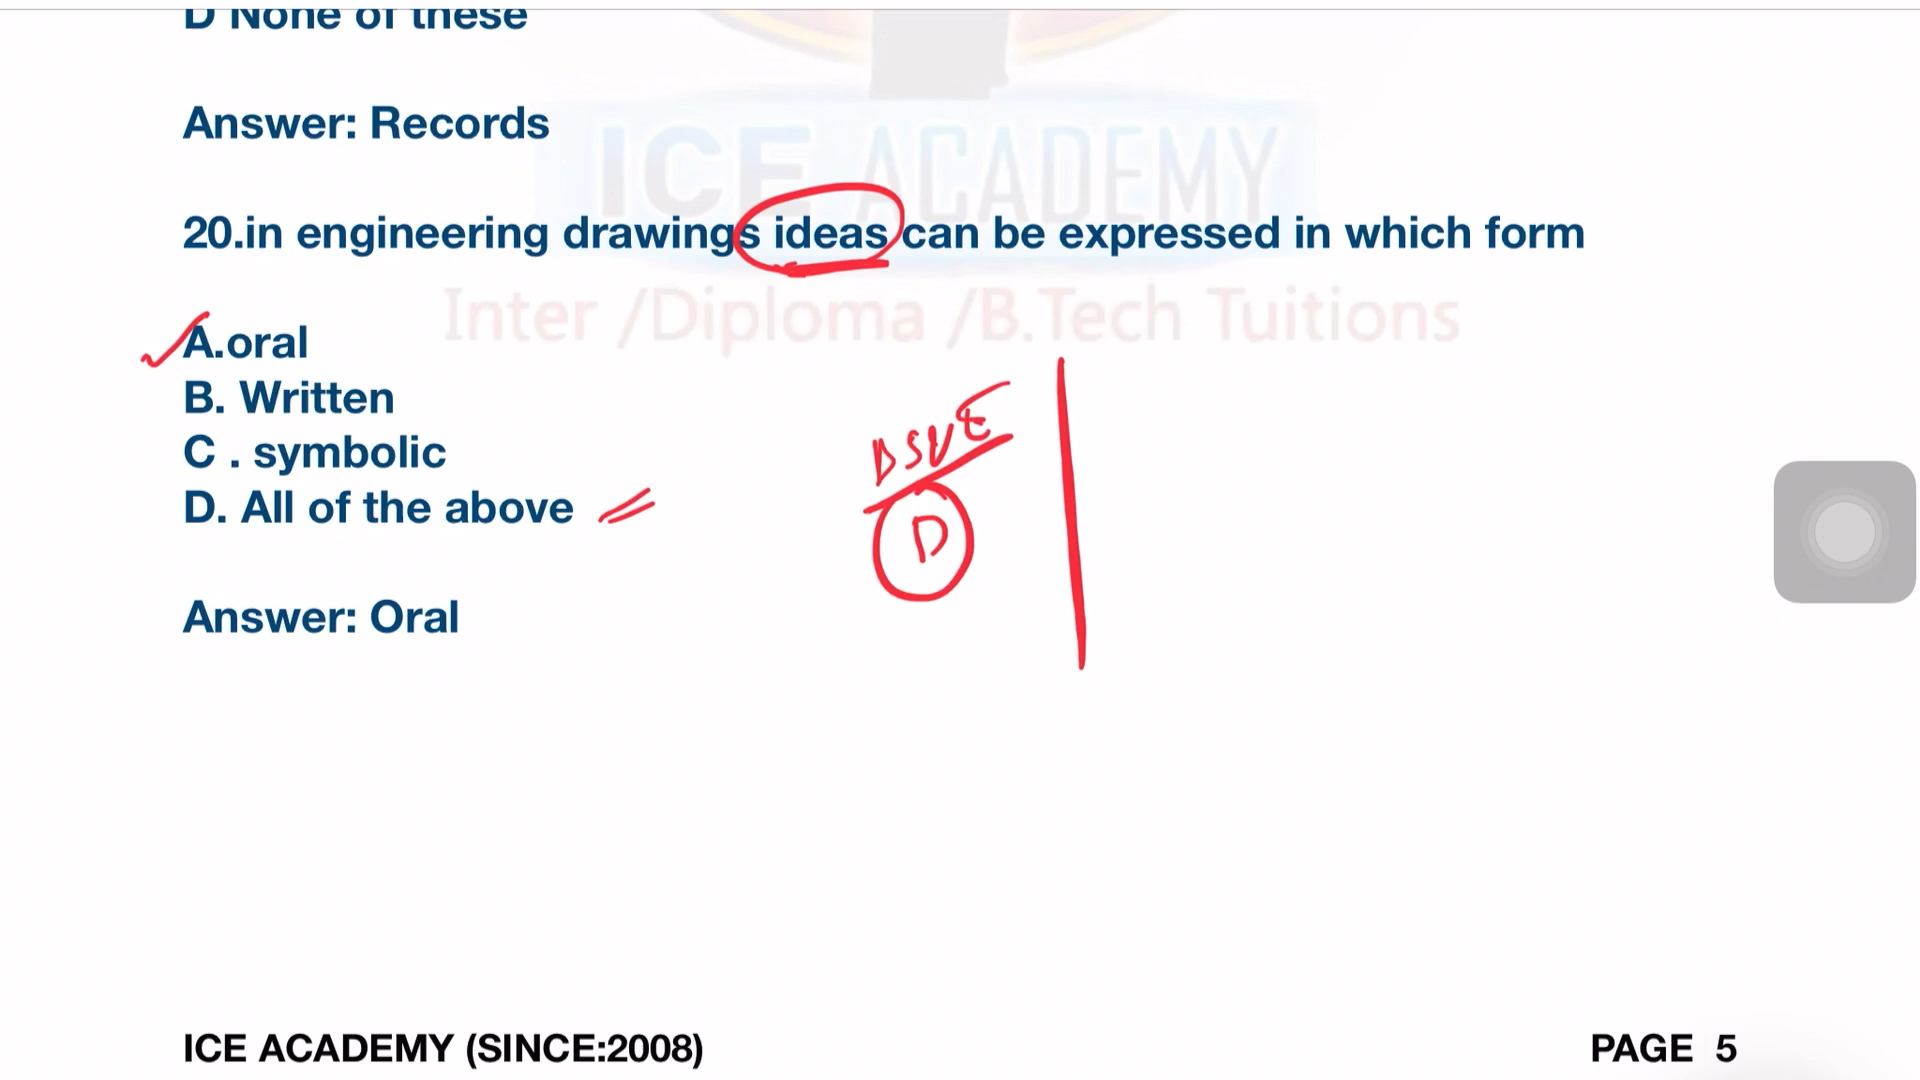 D None of these
Answer: Records
ICE ACADEMY
20.in engineering drawings ideas can be expressed in which form
Inter /Diploma /B.Tech Tuitions
A.oral
B. Written
C . symbolic
D. All of the above
D
Answer: Oral
ICE ACADEMY (SINCE:2008)
PAGE 5